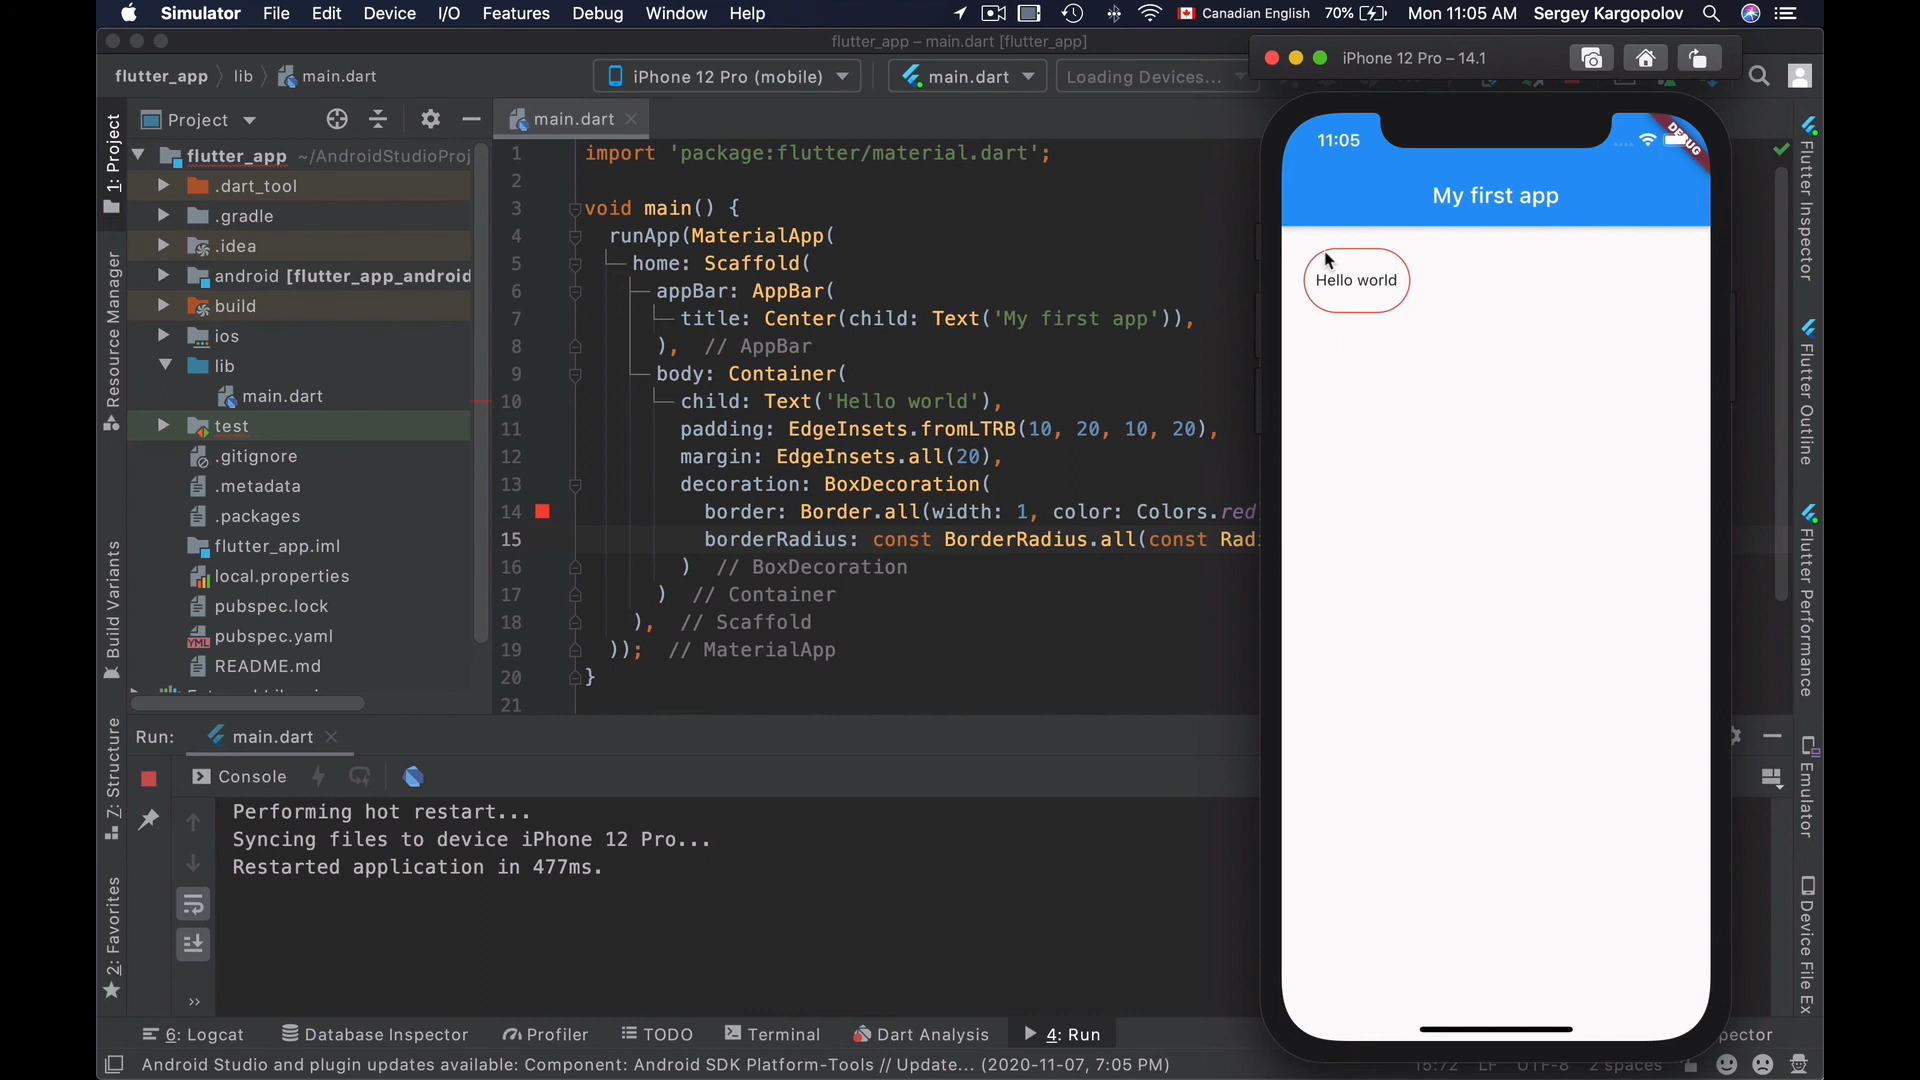 Simulator File Edit Device I/O Features Debug Window Help Canadian English 70% Mon 11:05 AM Sergey Kargopolov
flutter_app – main.dart [flutter_app]
flutter_app lib main.dart iPhone 12 Pro (mobile) main.dart Loading Devices...
iPhone 12 Pro – 14.1
1: Project
Resource Manager
Build Variants
7: Structure
2: Favorites
Project
flutter_app ~/AndroidStudioProj
.dart_tool
.gradle
.idea
android [flutter_app_android
build
ios
lib
main.dart
test
.gitignore
.metadata
.packages
flutter_app.iml
local.properties
pubspec.lock
pubspec.yaml
README.md
main.dart
1 import 'package:flutter/material.dart';
2
3 void main() {
4 runApp(MaterialApp(
5 home: Scaffold(
6 appBar: AppBar(
7 title: Center(child: Text('My first app')),
8 ), // AppBar
9 body: Container(
10 child: Text('Hello world'),
11 padding: EdgeInsets.fromLTRB(10, 20, 10, 20),
12 margin: EdgeInsets.all(20),
13 decoration: BoxDecoration(
14 border: Border.all(width: 1, color: Colors.red
15 borderRadius: const BorderRadius.all(const Radi
16 ) // BoxDecoration
17 ) // Container
18 ), // Scaffold
19 )); // MaterialApp
20 }
21
11:05
DEBUG
My first app
Hello world
Flutter Inspector
Flutter Outline
Flutter Performance
Emulator
Device File Ex
Run: main.dart
Console
Performing hot restart...
Syncing files to device iPhone 12 Pro...
Restarted application in 477ms.
6: Logcat Database Inspector Profiler TODO Terminal Dart Analysis 4: Run pector
Android Studio and plugin updates available: Component: Android SDK Platform-Tools // Update... (2020-11-07, 7:05 PM) 15:72 LF UTF-8 2 spaces